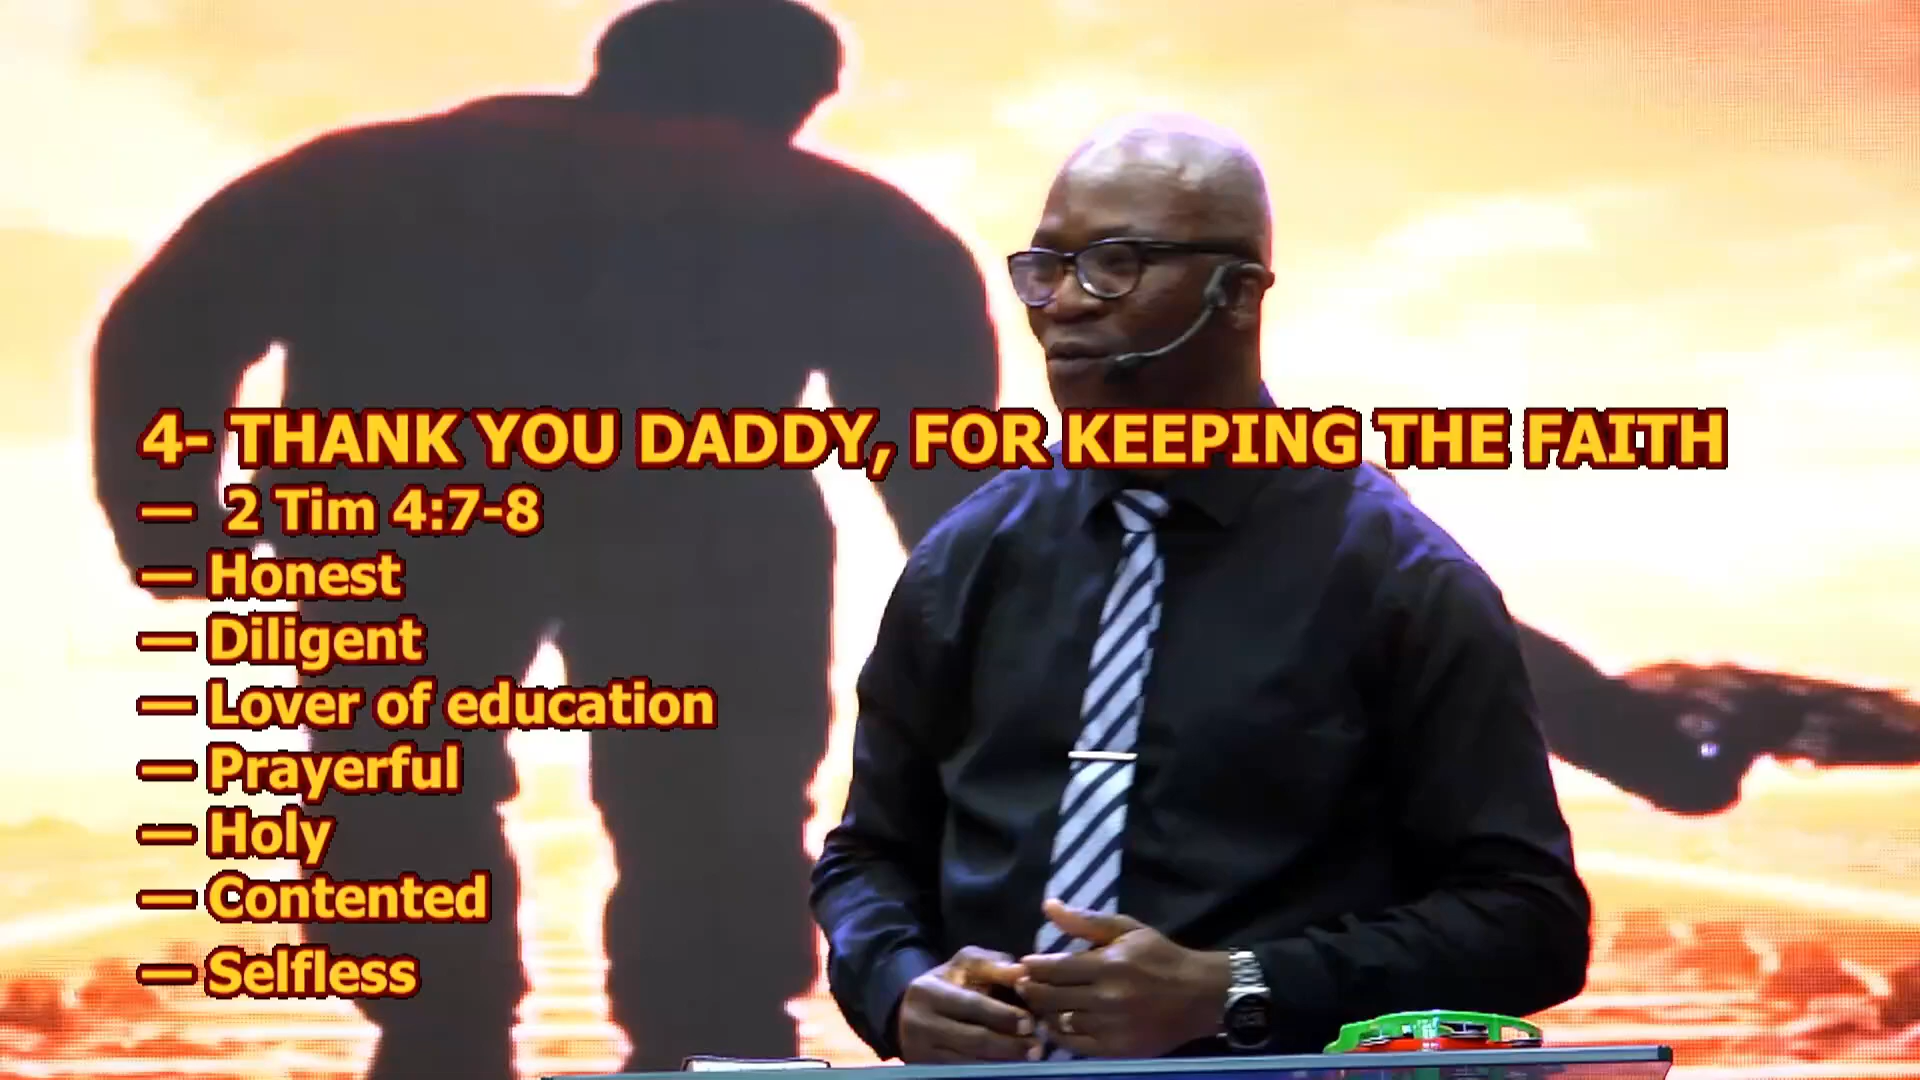 4- THANK YOU DADDY, FOR KEEPING THE FAITH
— 2 Tim 4:7-8
— Honest
— Diligent
— Lover of education
— Prayerful
— Holy
— Contented
— Selfless